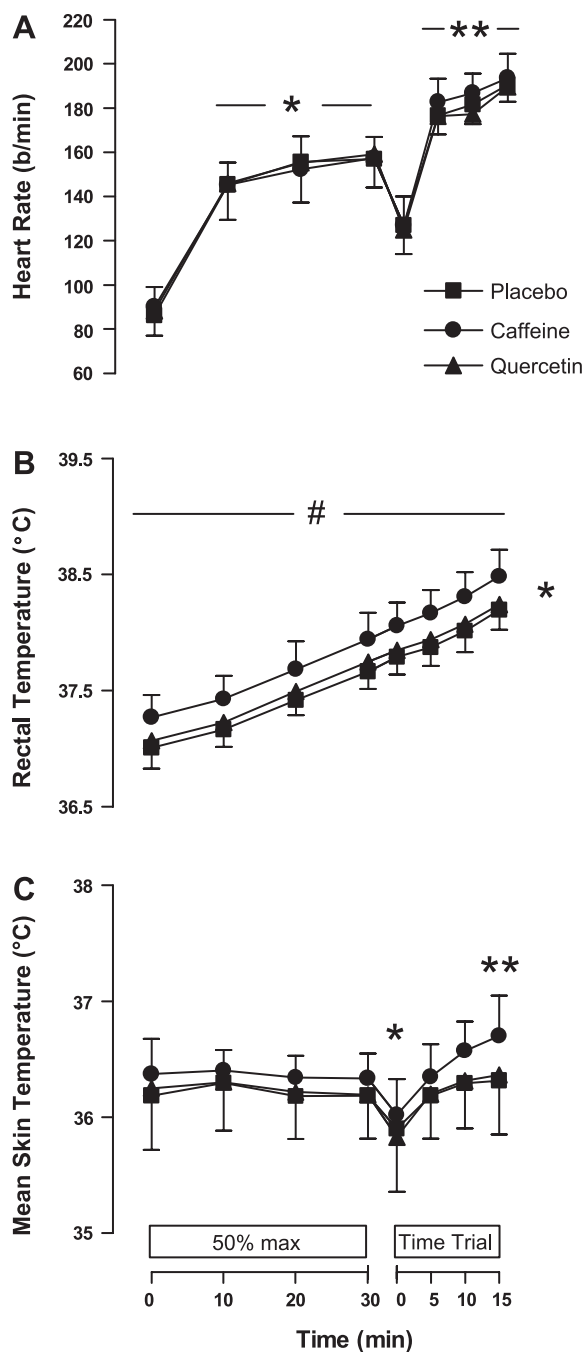 A
Heart Rate (b/min)
220
200
180
160
140
120
100
80
60
*
**
Placebo
Caffeine
Quercetin
B
Rectal Temperature (°C)
39.5
38.5
37.5
36.5
#
*
C
Mean Skin Temperature (°C)
38
37
36
35
*
**
50% max
Time Trial
0 10 20 30 0 5 10 15
Time (min)